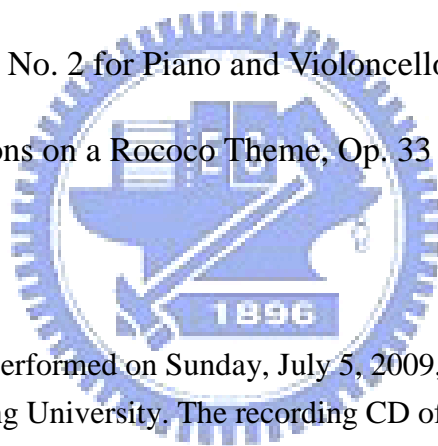 No. 2 for Piano and Violoncello
ons on a Rococo Theme, Op. 33
1896
erformed on Sunday, July 5, 2009,
ng University. The recording CD of